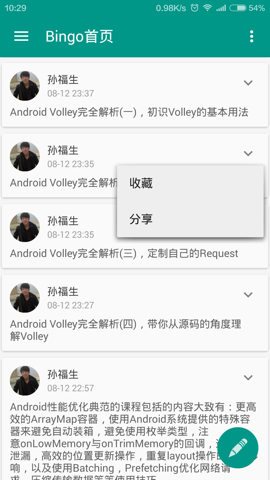 10:29
0.98K/s
54%
Bingo首页
孙福生
08-12 23:37
Android Volley完全解析(一)，初识Volley的基本用法
孙福生
08-12 23:35
Android Volley完全解析
收藏
分享
孙福生
08-12 23:35
Android Volley完全解析(三)，定制自己的Request
孙福生
08-12 23:27
Android Volley完全解析(四)，带你从源码的角度理
解Volley
孙福生
08-12 22:57
Android性能优化典范的课程包括的内容大致有：更高
效的ArrayMap容器，使用Android系统提供的特殊容
器来避免自动装箱，避免使用枚举类型，注
意onLowMemory与onTrimMemory的回调，
泄漏，高效的位置更新操作，重复layout操作的
响，以及使用Batching，Prefetching优化网络请
求，压缩传输数据等等使用技巧